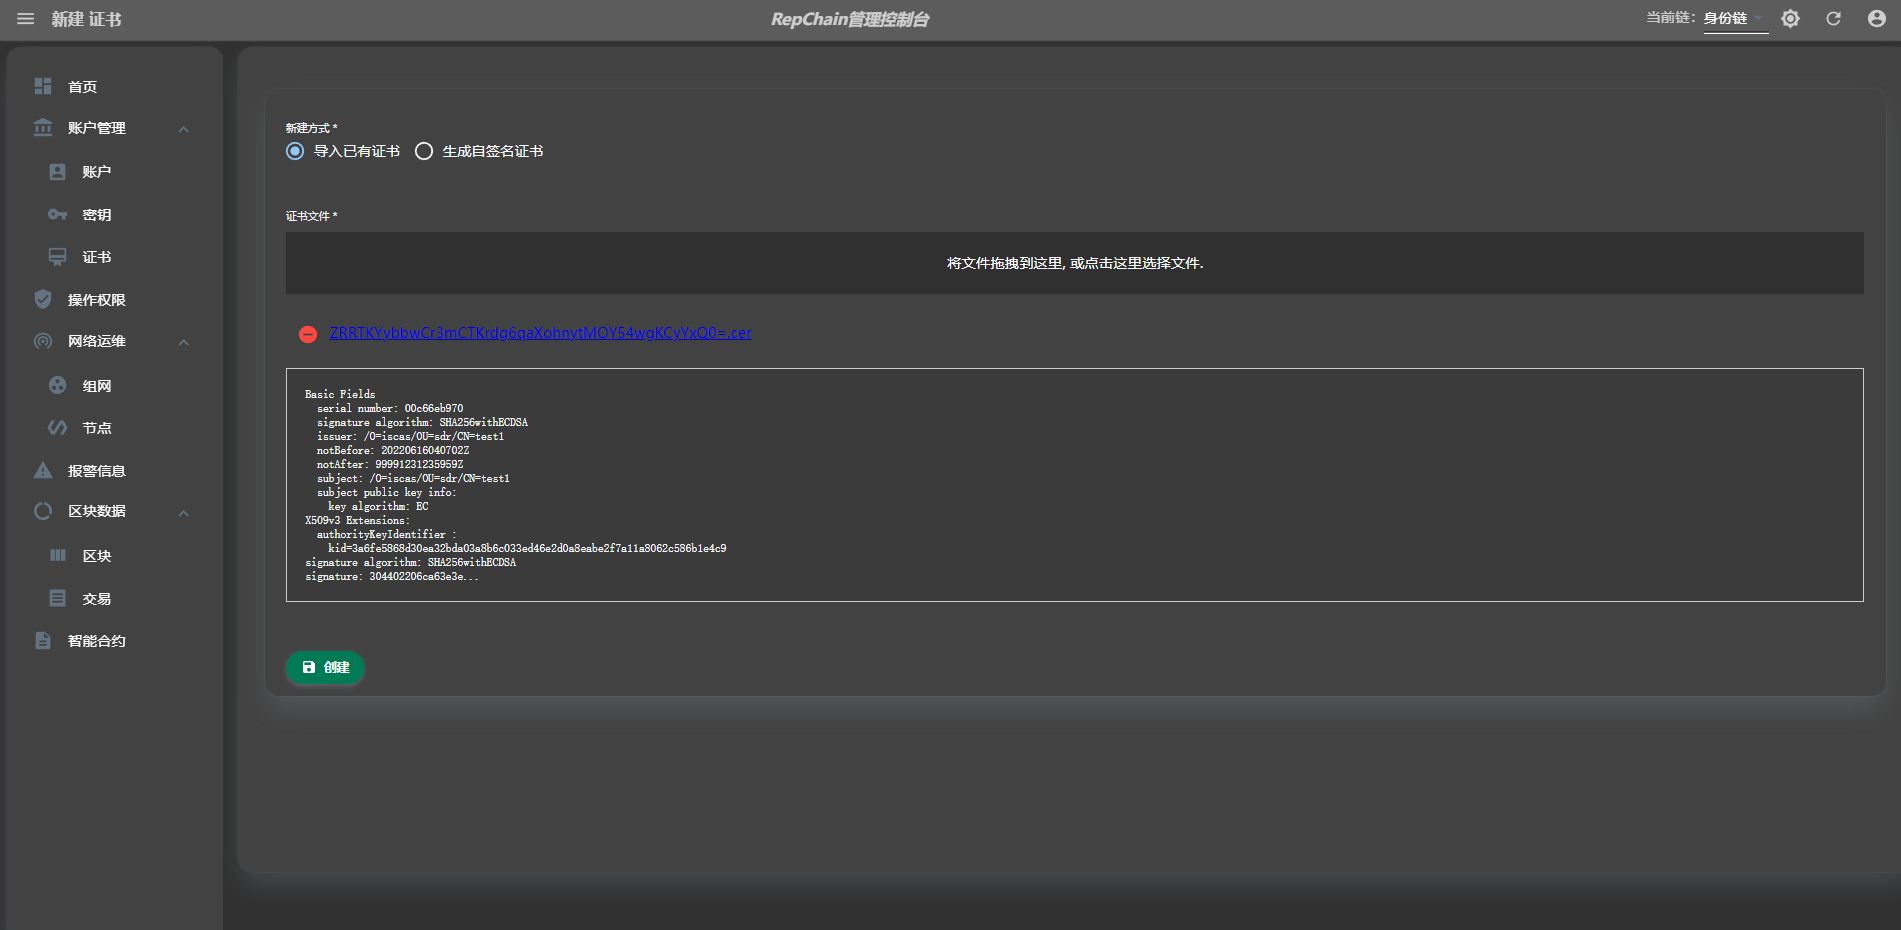 新建 证书
RepChain管理控制台
当前链: 身份链
首页
账户管理
账户
密钥
证书
操作权限
网络运维
组网
节点
报警信息
区块数据
区块
交易
智能合约
新建方式 *
导入已有证书 生成自签名证书
证书文件 *
将文件拖拽到这里, 或点击这里选择文件.
ZRRTKYybbwCr3mCTKrdg6qaXohnytMOY54wgKCyYxQ0=.cer
Basic Fields
serial number: 00c66eb970
signature algorithm: SHA256withECDSA
issuer: /O=iscas/OU=sdr/CN=test1
notBefore: 20220616040702Z
notAfter: 99991231235959Z
subject: /O=iscas/OU=sdr/CN=test1
subject public key info:
key algorithm: EC
X509v3 Extensions:
authorityKeyIdentifier :
kid=3a6fe5868d30ea32bda03a8b6c033ed46e2d0a8eabe2f7a11a8062c586b1e4c9
signature algorithm: SHA256withECDSA
signature: 304402206ca63e3e...
创建